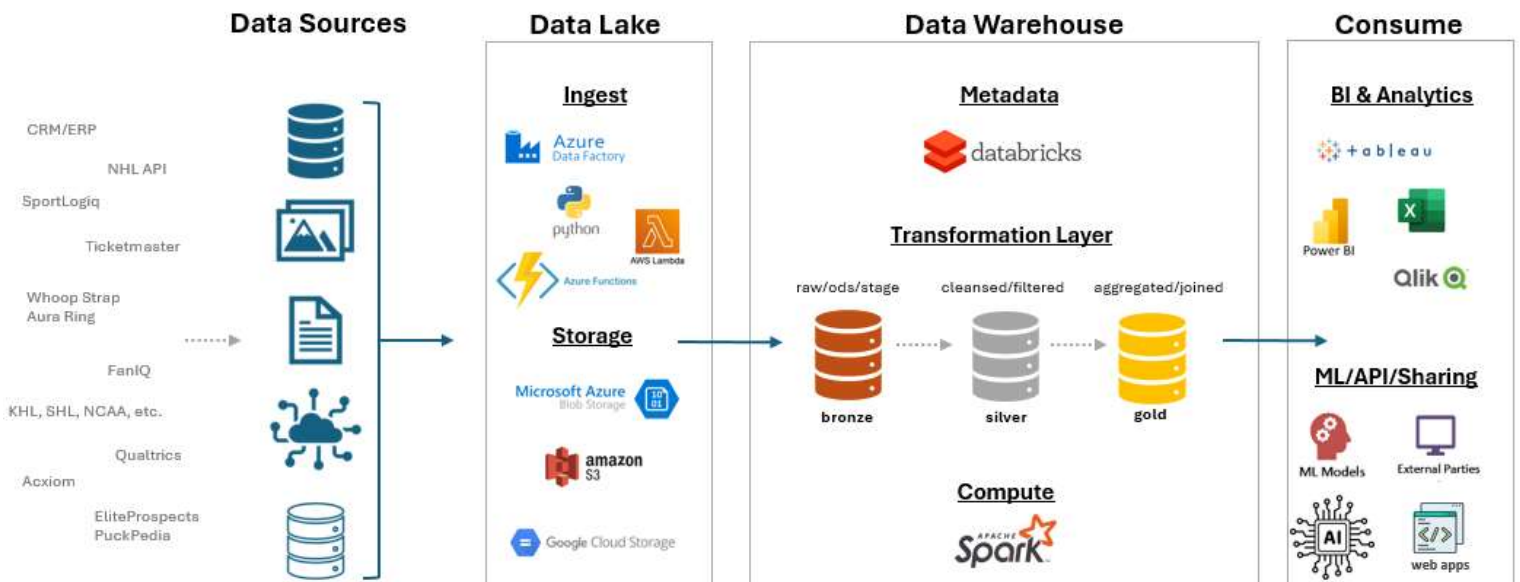 Data Sources
Data Lake
Data Warehouse
Consume
CRM/ERP
NHL API
SportLogiq
Ticketmaster
Whoop Strap
Aura Ring
FanIQ
KHL, SHL, NCAA, etc.
Qualtrics
Acxiom
EliteProspects
PuckPedia
Ingest
Azure
Data Factory
python
AWS Lambda
Azure Functions
Storage
Microsoft Azure
Blob Storage
10
01
amazon
S3
Google Cloud Storage
Metadata
databricks
Transformation Layer
raw/ods/stage
cleansed/filtered
aggregated/joined
bronze
silver
gold
Compute
APACHE
Spark
BI & Analytics
+ableau
Power BI
X
Qlik
ML/API/Sharing
ML Models
External Parties
AI
</>
web apps